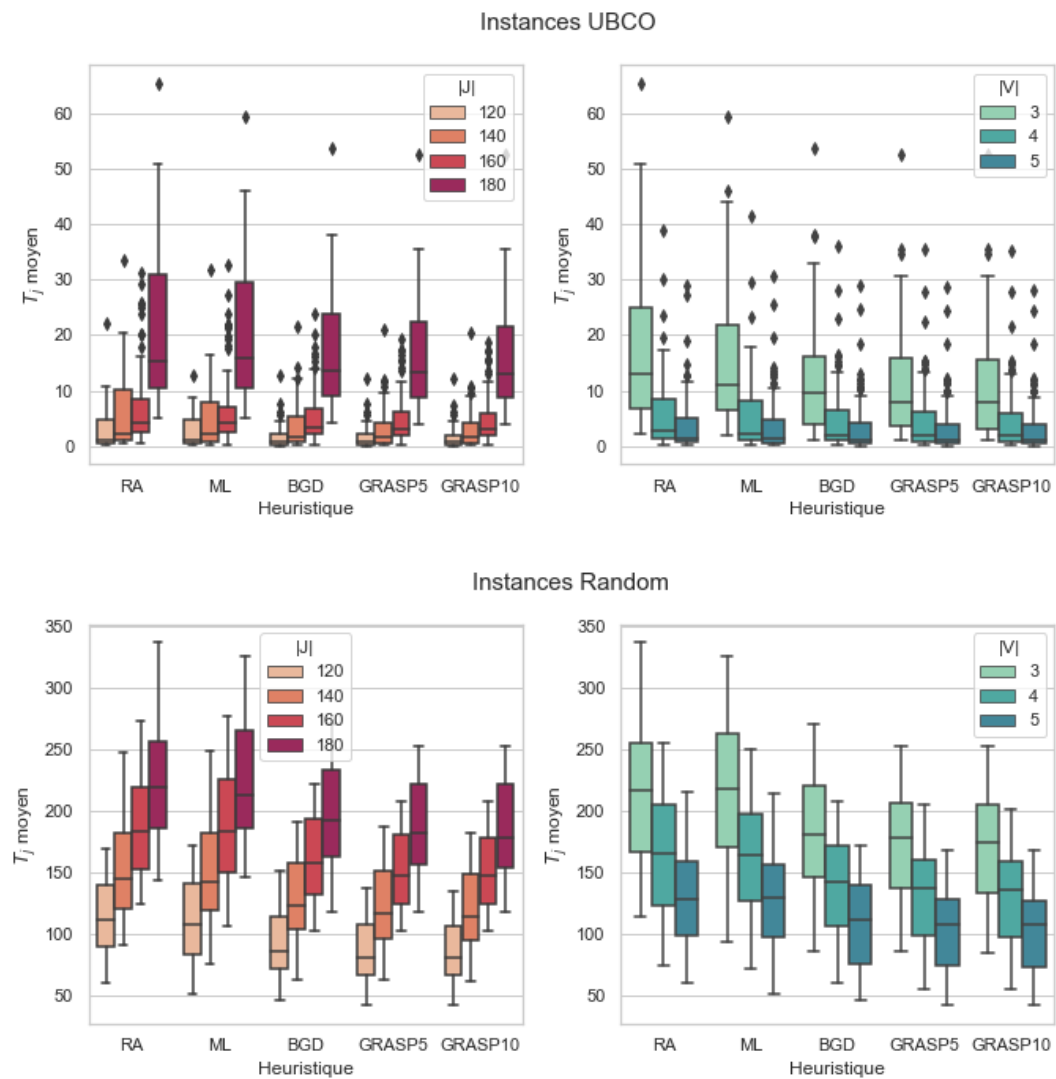 Instances UBCO
|J|
120
140
160
180
60
50
40
30
20
10
0
T_j moyen
RA ML BGD GRASP5 GRASP10
Heuristique
|V|
3
4
5
60
50
40
30
20
10
0
T_j moyen
RA ML BGD GRASP5 GRASP10
Heuristique
Instances Random
|J|
120
140
160
180
350
300
250
200
150
100
50
T_j moyen
RA ML BGD GRASP5 GRASP10
Heuristique
|V|
3
4
5
350
300
250
200
150
100
50
T_j moyen
RA ML BGD GRASP5 GRASP10
Heuristique